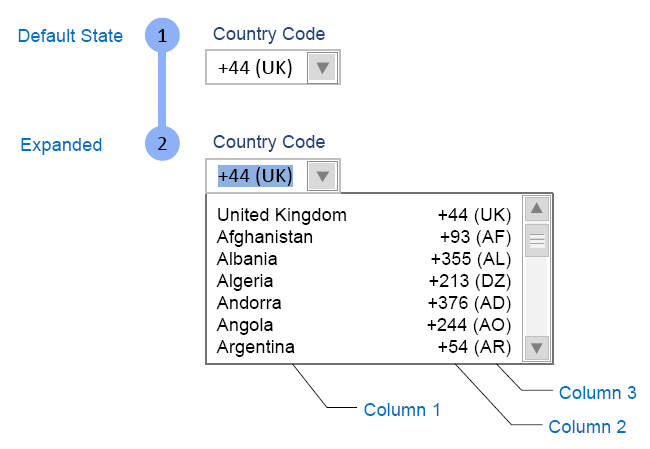 Default State
1
Country Code
+44 (UK)
Expanded
2
Country Code
+44 (UK)
United Kingdom +44 (UK)
Afghanistan +93 (AF)
Albania +355 (AL)
Algeria +213 (DZ)
Andorra +376 (AD)
Angola +244 (AO)
Argentina +54 (AR)
Column 3
Column 1
Column 2